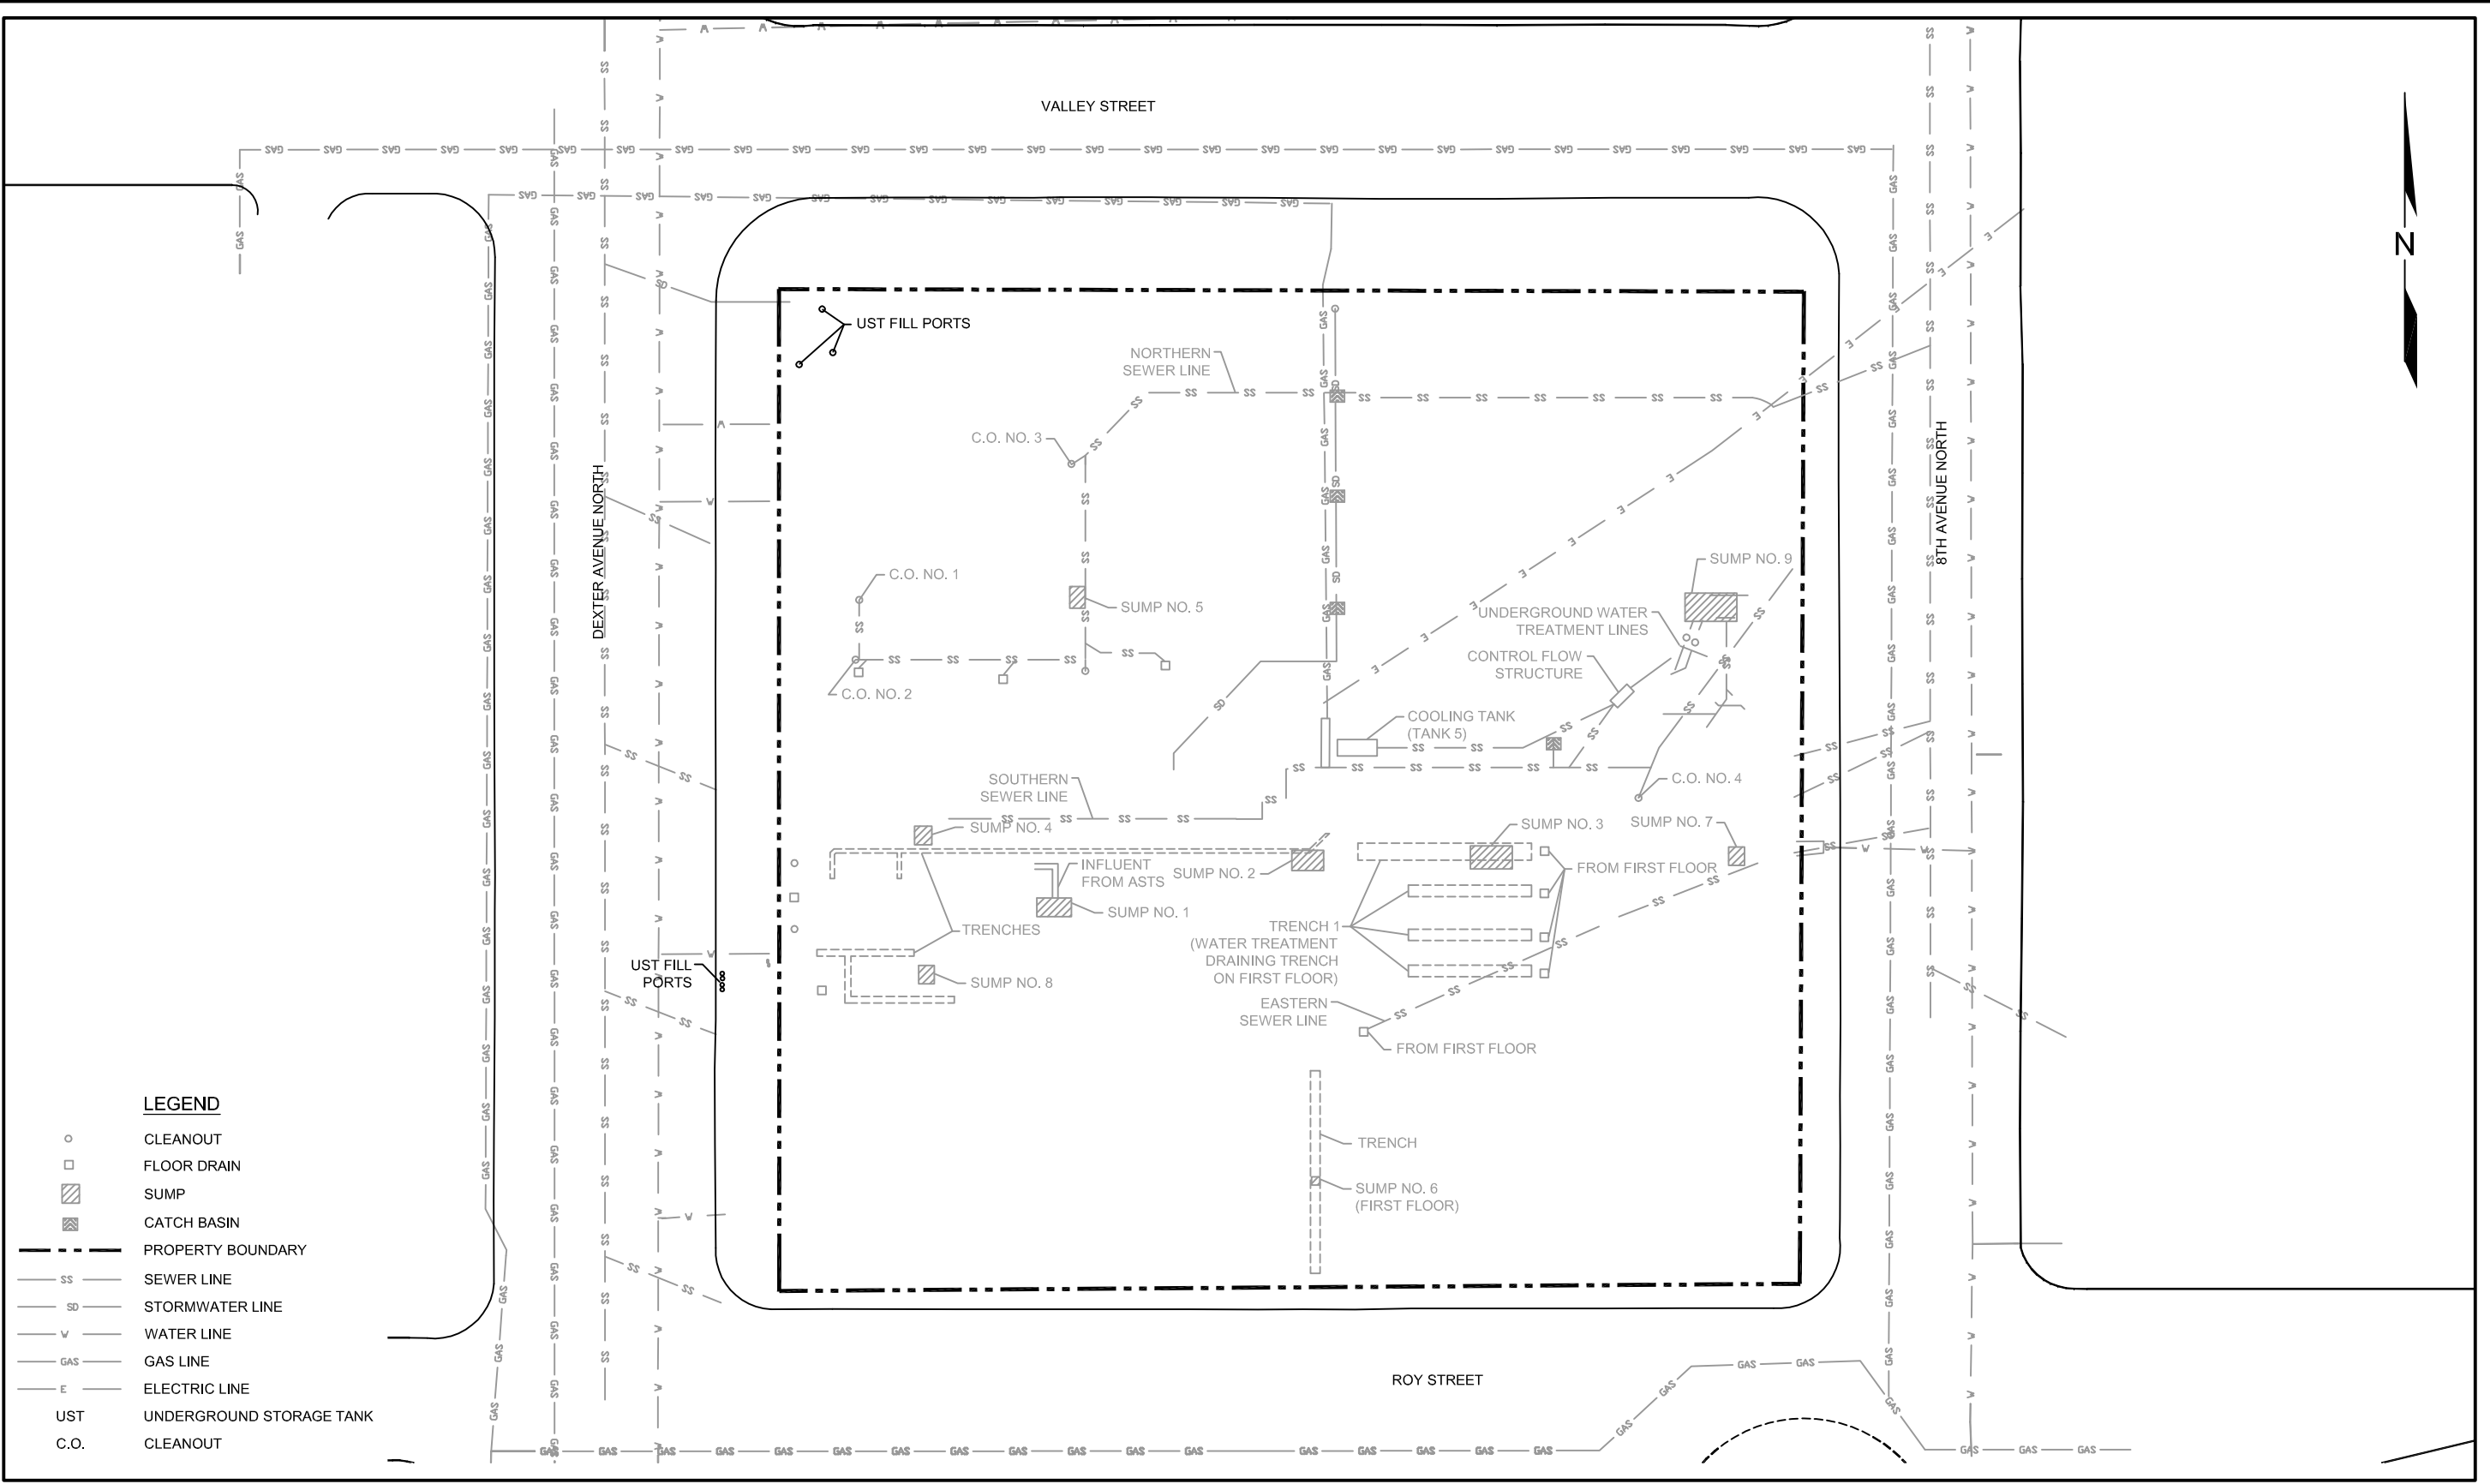 VALLEY STREET
N
UST FILL PORTS
NORTHERN
SEWER LINE
C.O. NO. 3
DEXTER AVENUE NORTH
8TH AVENUE NORTH
C.O. NO. 1
SUMP NO. 5
C.O. NO. 2
SUMP NO. 9
UNDERGROUND WATER
TREATMENT LINES
CONTROL FLOW
STRUCTURE
COOLING TANK
(TANK 5)
SOUTHERN
SEWER LINE
C.O. NO. 4
SUMP NO. 4
INFLUENT
FROM ASTS
SUMP NO. 2
SUMP NO. 3
SUMP NO. 7
FROM FIRST FLOOR
SUMP NO. 1
TRENCHES
TRENCH 1
(WATER TREATMENT
DRAINING TRENCH
ON FIRST FLOOR)
UST FILL
PORTS
SUMP NO. 8
EASTERN
SEWER LINE
FROM FIRST FLOOR
TRENCH
SUMP NO. 6
(FIRST FLOOR)
ROY STREET
LEGEND
CLEANOUT
FLOOR DRAIN
SUMP
CATCH BASIN
PROPERTY BOUNDARY
SS SEWER LINE
SD STORMWATER LINE
W WATER LINE
GAS GAS LINE
E ELECTRIC LINE
UST UNDERGROUND STORAGE TANK
C.O. CLEANOUT